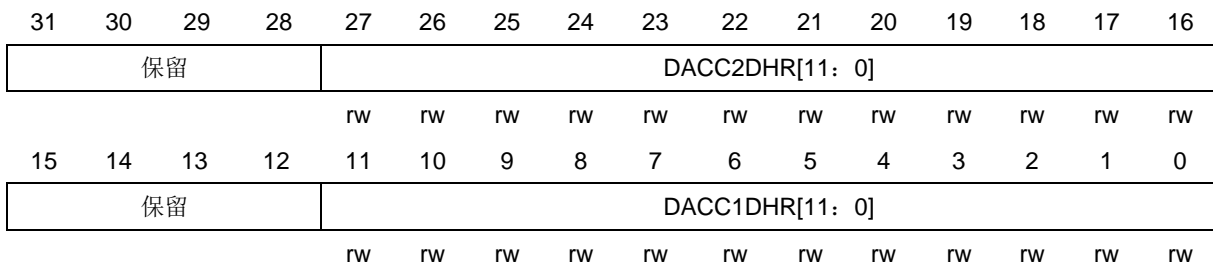 31 30 29 28 27 26 25 24 23 22 21 20 19 18 17 16
保留 DACC2DHR[11：0]
rw rw rw rw rw rw rw rw rw rw rw rw
15 14 13 12 11 10 9 8 7 6 5 4 3 2 1 0
保留 DACC1DHR[11：0]
rw rw rw rw rw rw rw rw rw rw rw rw